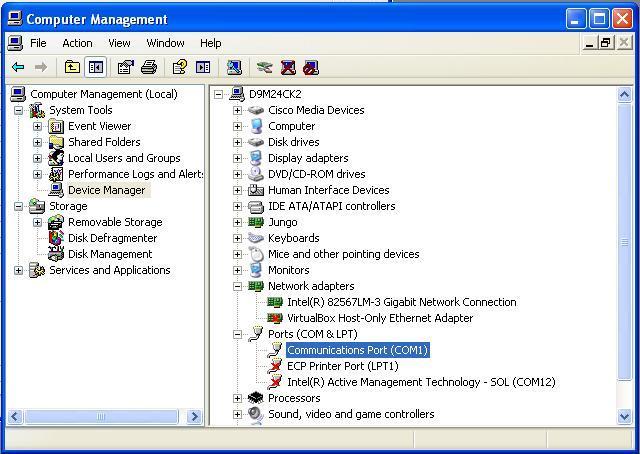 Computer Management
File Action View Window Help
Computer Management (Local)
System Tools
Event Viewer
Shared Folders
Local Users and Groups
Performance Logs and Alerts
Device Manager
Storage
Removable Storage
Disk Defragmenter
Disk Management
Services and Applications
D9M24CK2
Cisco Media Devices
Computer
Disk drives
Display adapters
DVD/CD-ROM drives
Human Interface Devices
IDE ATA/ATAPI controllers
Jungo
Keyboards
Mice and other pointing devices
Monitors
Network adapters
Intel(R) 82567LM-3 Gigabit Network Connection
VirtualBox Host-Only Ethernet Adapter
Ports (COM & LPT)
Communications Port (COM1)
ECP Printer Port (LPT1)
Intel(R) Active Management Technology - SOL (COM12)
Processors
Sound, video and game controllers